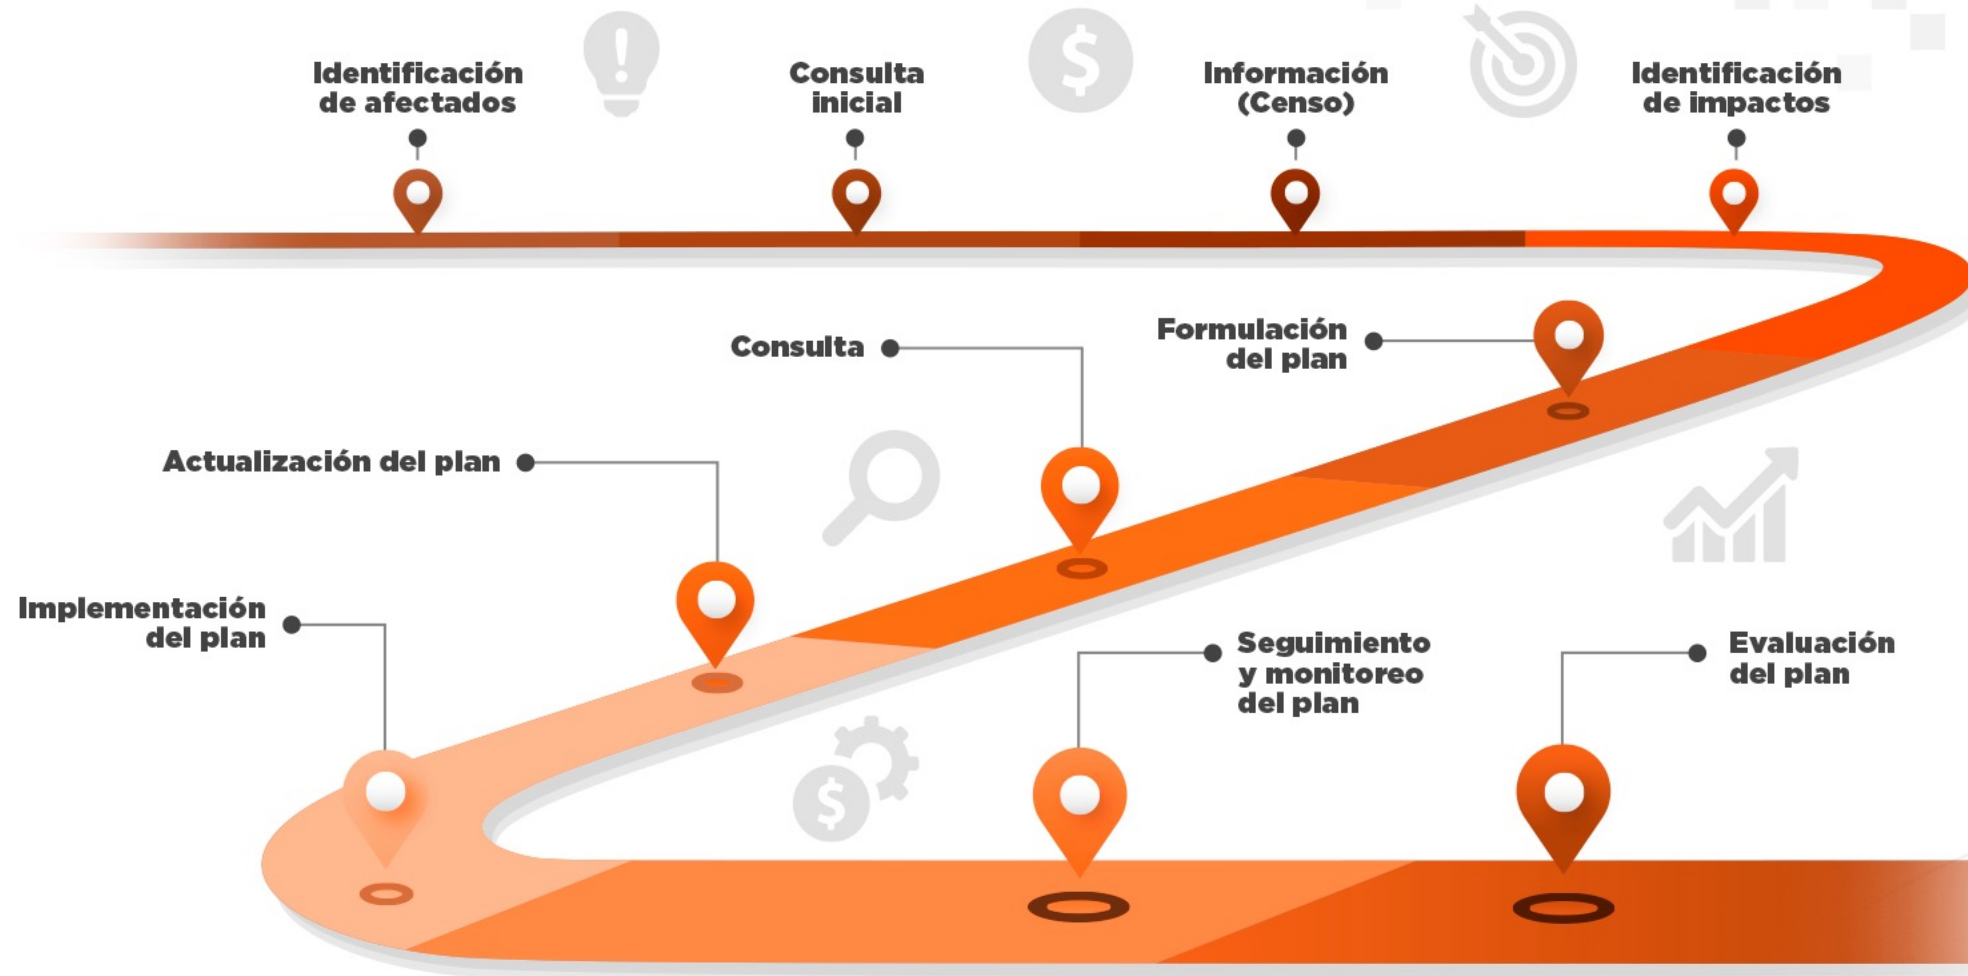 Identificación
de afectados
Consulta
inicial
Información
(Censo)
Identificación
de impactos
Formulación
del plan
Consulta
Actualización del plan
Implementación
del plan
Seguimiento
y monitoreo
del plan
Evaluación
del plan